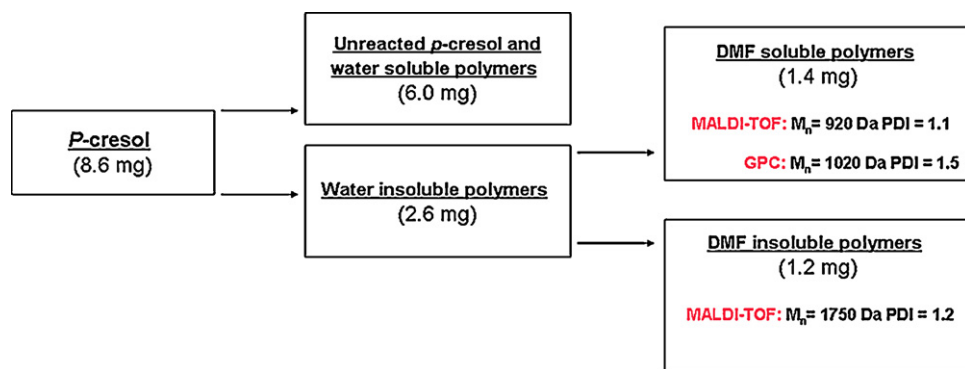 P-cresol
(8.6 mg)
Unreacted p-cresol and
water soluble polymers
(6.0 mg)
Water insoluble polymers
(2.6 mg)
DMF soluble polymers
(1.4 mg)
MALDI-TOF: Mn= 920 Da PDI = 1.1
GPC: Mn= 1020 Da PDI = 1.5
DMF insoluble polymers
(1.2 mg)
MALDI-TOF: Mn= 1750 Da PDI = 1.2